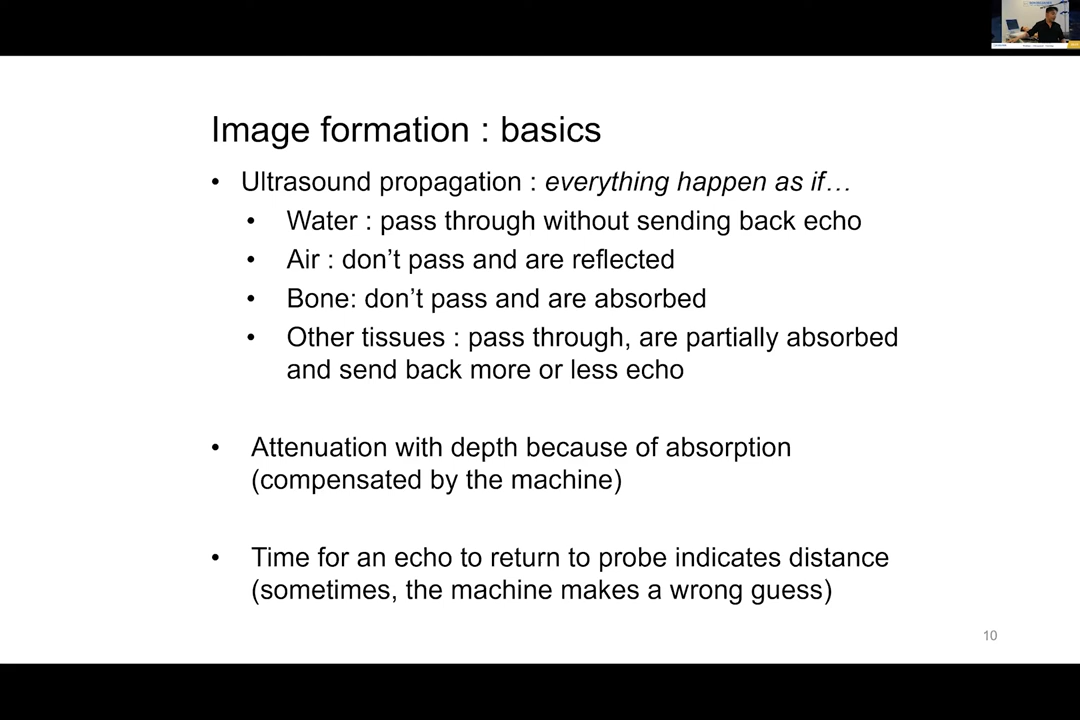 Image formation : basics
• Ultrasound propagation : everything happen as if…
• Water : pass through without sending back echo
• Air : don’t pass and are reflected
• Bone: don’t pass and are absorbed
• Other tissues : pass through, are partially absorbed
and send back more or less echo
• Attenuation with depth because of absorption
(compensated by the machine)
• Time for an echo to return to probe indicates distance
(sometimes, the machine makes a wrong guess)
10